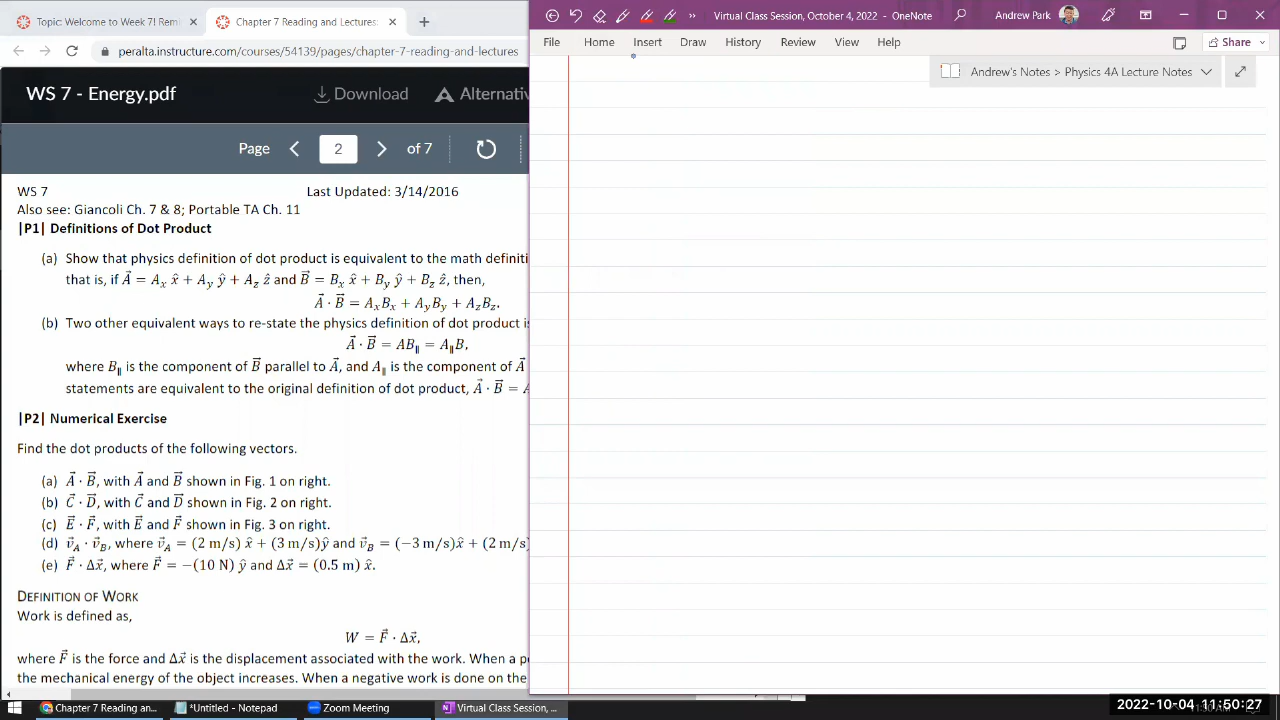 Topic: Welcome to Week 7! Remi
Chapter 7 Reading and Lectures:
Virtual Class Session, October 4, 2022 - OneNote
Andrew Park
peralta.instructure.com/courses/54139/pages/chapter-7-reading-and-lectures
File Home Insert Draw History Review View Help Share
Andrew's Notes > Physics 4A Lecture Notes
WS 7 - Energy.pdf
Download
Alternativ
Page 2 of 7
WS 7 Last Updated: 3/14/2016
Also see: Giancoli Ch. 7 & 8; Portable TA Ch. 11
|P1| Definitions of Dot Product
(a) Show that physics definition of dot product is equivalent to the math definiti
that is, if A⃗ = Aₓ x̂ + A_y ŷ + A_z ẑ and B⃗ = Bₓ x̂ + B_y ŷ + B_z ẑ, then,
A⃗ · B⃗ = AₓBₓ + A_yB_y + A_zB_z.
(b) Two other equivalent ways to re-state the physics definition of dot product is
A⃗ · B⃗ = AB∥ = A∥B,
where B∥ is the component of B⃗ parallel to A⃗, and A∥ is the component of A⃗
statements are equivalent to the original definition of dot product, A⃗ · B⃗ = A
|P2| Numerical Exercise
Find the dot products of the following vectors.
(a) A⃗ · B⃗, with A⃗ and B⃗ shown in Fig. 1 on right.
(b) C⃗ · D⃗, with C⃗ and D⃗ shown in Fig. 2 on right.
(c) E⃗ · F⃗, with E⃗ and F⃗ shown in Fig. 3 on right.
(d) v⃗_A · v⃗_B, where v⃗_A = (2 m/s) x̂ + (3 m/s)ŷ and v⃗_B = (−3 m/s)x̂ + (2 m/s
(e) F⃗ · Δx⃗, where F⃗ = −(10 N) ŷ and Δx⃗ = (0.5 m) x̂.
DEFINITION OF WORK
Work is defined as,
W = F⃗ · Δx⃗,
where F⃗ is the force and Δx⃗ is the displacement associated with the work. When a p
the mechanical energy of the object increases. When a negative work is done on the
Chapter 7 Reading an...
*Untitled - Notepad
Zoom Meeting
Virtual Class Session, ...
2022-10-04 11:50:27